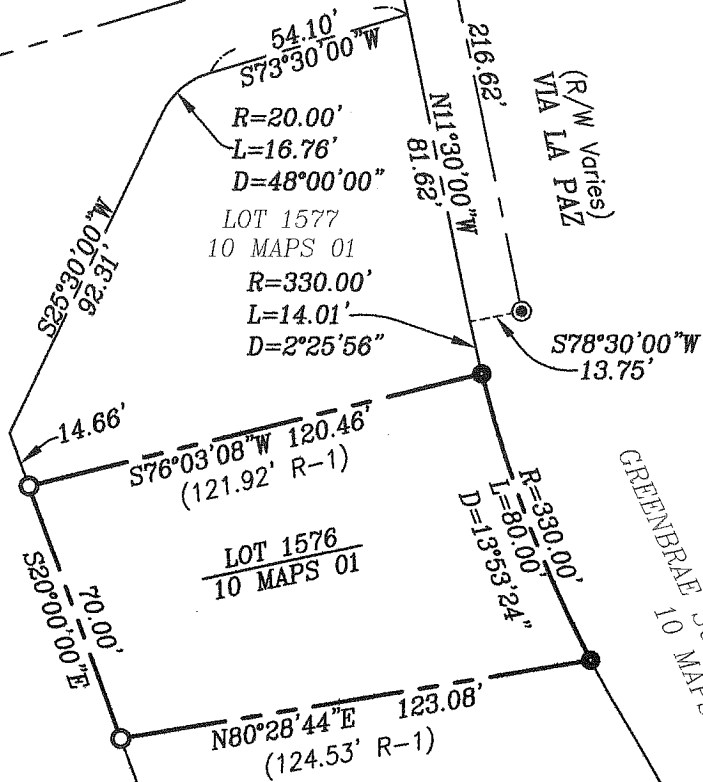 54.10'
S73°30'00"W
216.62'
(R/W Varies)
VIA LA PAZ
R=20.00'
L=16.76'
D=48°00'00"
N11°30'00"W
81.62'
LOT 1577
10 MAPS 01
S25°30'00"W
92.31'
R=330.00'
L=14.01'
D=2°25'56"
S78°30'00"W
13.75'
14.66'
S76°03'08"W 120.46'
(121.92' R-1)
R=330.00'
L=80.00'
D=13°53'24"
GREENBRAE
10 MAPS
LOT 1576
10 MAPS 01
70.00'
S20°00'00"E
N80°28'44"E 123.08'
(124.53' R-1)